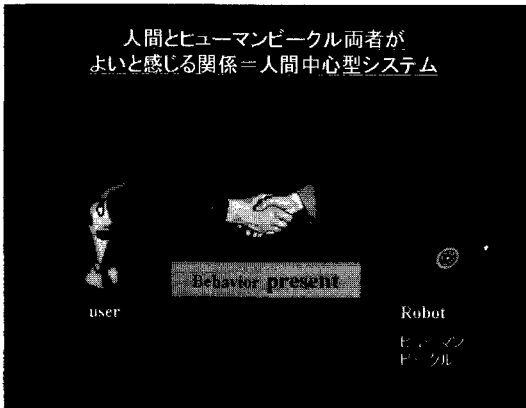 人間とヒューマンビークル両者が
よいと感じる関係＝人間中心型システム
Behavior present
user
Robot
ヒューマン
ビークル